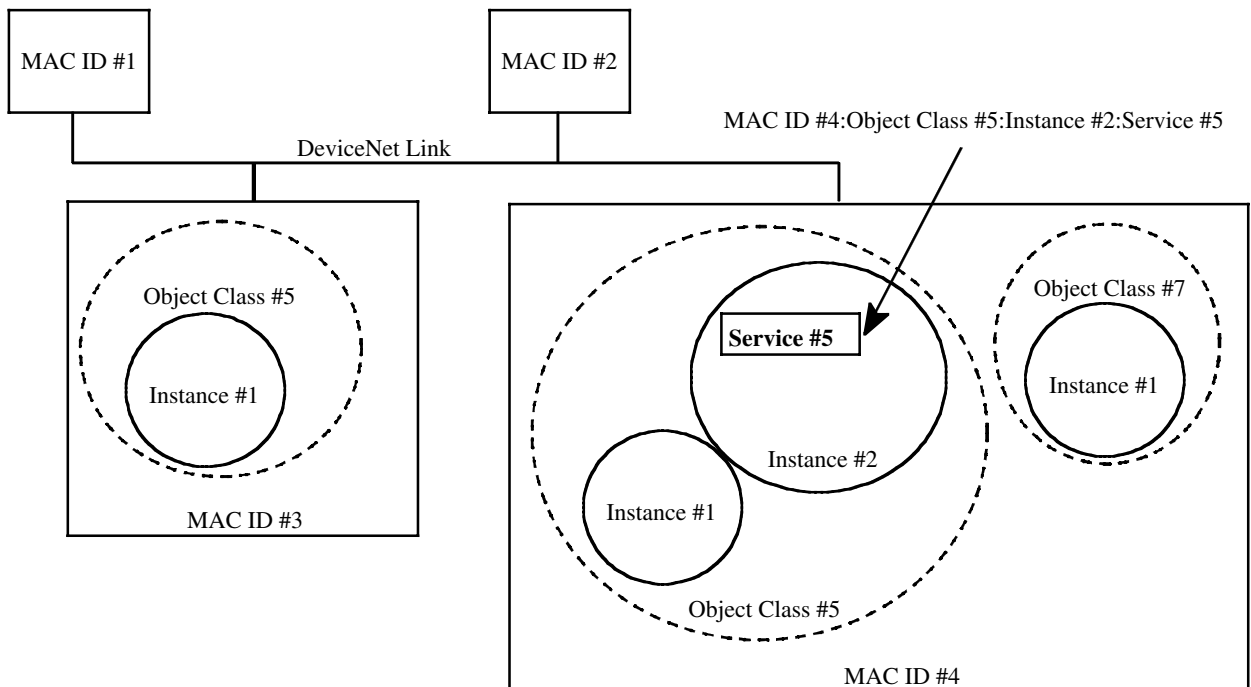 MAC ID #1
MAC ID #2
MAC ID #4:Object Class #5:Instance #2:Service #5
DeviceNet Link
Object Class #5
Instance #1
MAC ID #3
Service #5
Instance #2
Instance #1
Object Class #5
Object Class #7
Instance #1
MAC ID #4